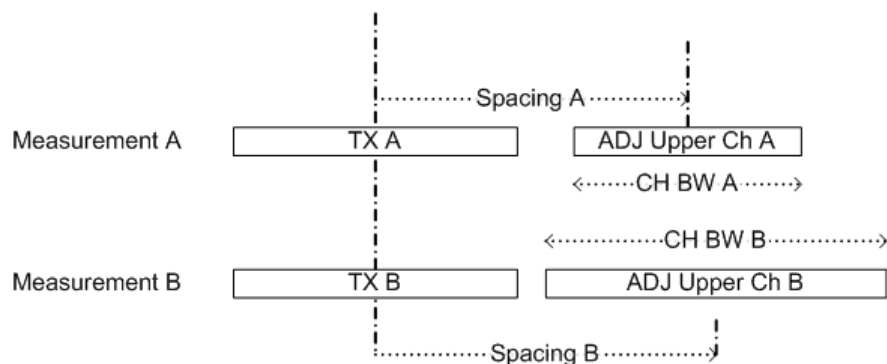 Spacing A
Measurement A TX A ADJ Upper Ch A
CH BW A
CH BW B
Measurement B TX B ADJ Upper Ch B
Spacing B